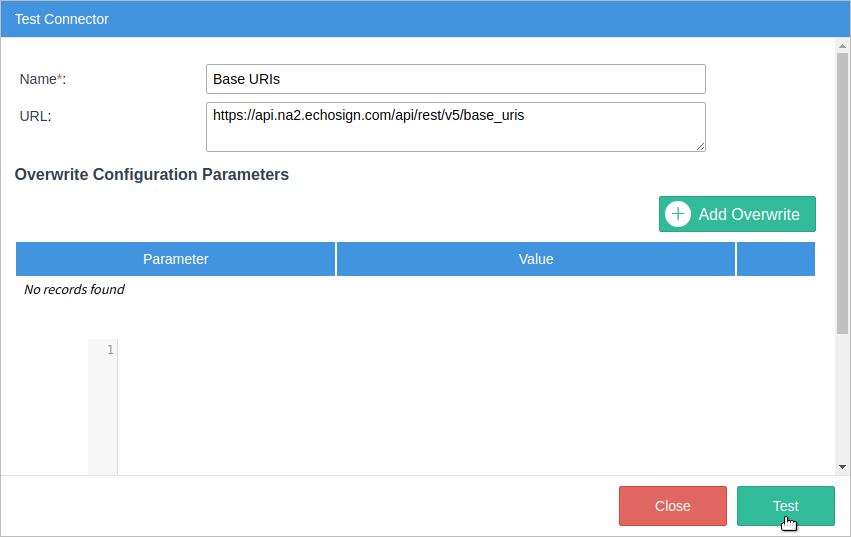 Test Connector
Name*:
Base URIs
URL:
https://api.na2.echosign.com/api/rest/v5/base_uris
Overwrite Configuration Parameters
Add Overwrite
Parameter Value
No records found
1
Close Test